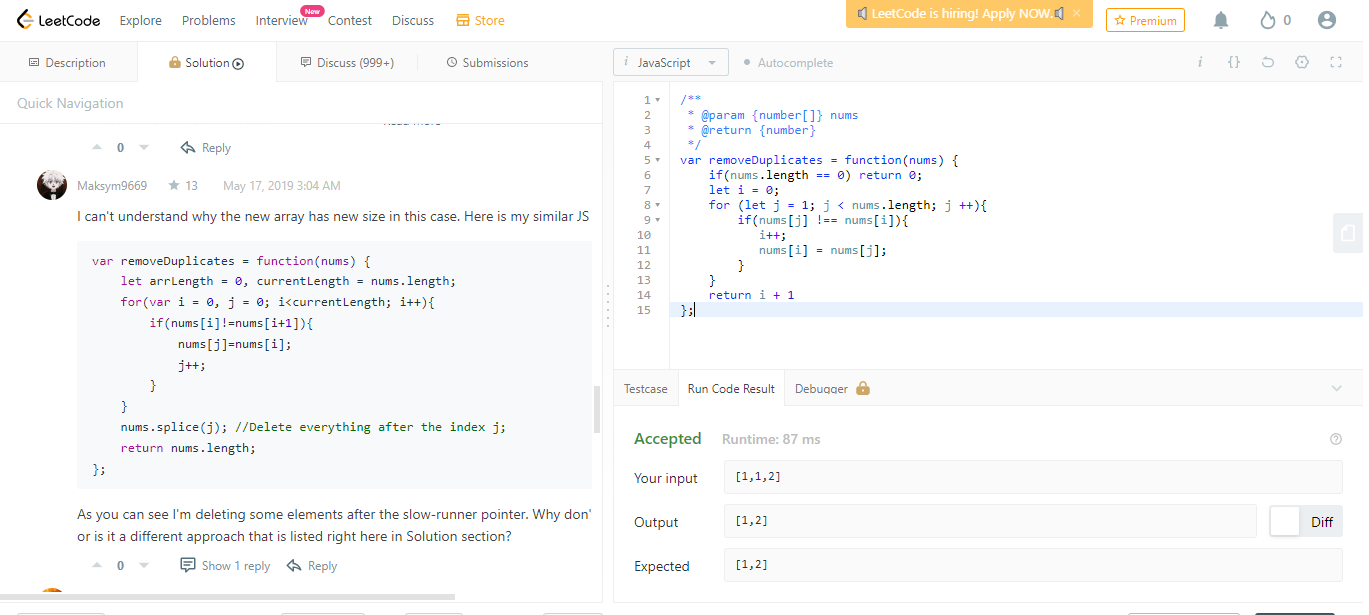 LeetCode
Explore
Problems
Interview
New
Contest
Discuss
Store
LeetCode is hiring! Apply NOW.
Premium
0
Description
Solution
Discuss (999+)
Submissions
Quick Navigation
Read More
0
Reply
Maksym9669
13
May 17, 2019 3:04 AM
I can't understand why the new array has new size in this case. Here is my similar JS
var removeDuplicates = function(nums) {
    let arrLength = 0, currentLength = nums.length;
    for(var i = 0, j = 0; i<currentLength; i++){
        if(nums[i]!=nums[i+1]){
            nums[j]=nums[i];
            j++;
        }
    }
    nums.splice(j); //Delete everything after the index j;
    return nums.length;
};
As you can see I'm deleting some elements after the slow-runner pointer. Why don'
or is it a different approach that is listed right here in Solution section?
0
Show 1 reply
Reply
i JavaScript
Autocomplete
i
{}
1 /**
2 * @param {number[]} nums
3 * @return {number}
4 */
5 var removeDuplicates = function(nums) {
6     if(nums.length == 0) return 0;
7     let i = 0;
8     for (let j = 1; j < nums.length; j ++){
9         if(nums[j] !== nums[i]){
10            i++;
11            nums[i] = nums[j];
12        }
13    }
14    return i + 1
15 };
Testcase
Run Code Result
Debugger
Accepted
Runtime: 87 ms
Your input
[1,1,2]
Output
[1,2]
Diff
Expected
[1,2]